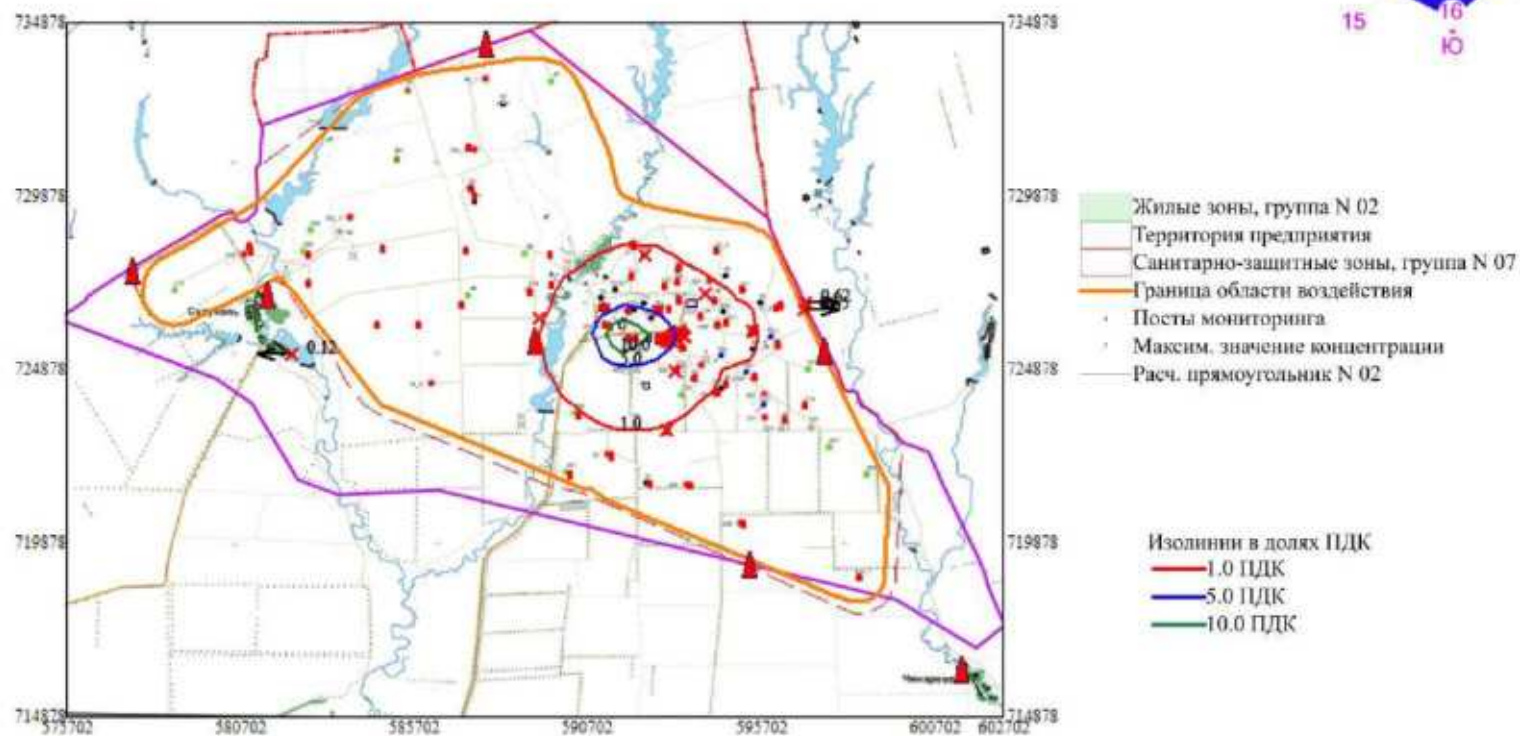 16
15
Ю
734878
734878
729878
729878
724878
724878
719878
719878
714878
714878
575702
580702
585702
590702
595702
600702
602702
0.62
0.12
10.0
5.0
1.0
Жилые зоны, группа N 02
Территория предприятия
Санитарно-защитные зоны, группа N 07
Граница области воздействия
Посты мониторинга
Максим. значение концентрации
Расч. прямоугольник N 02
Изолинии в долях ПДК
1.0 ПДК
5.0 ПДК
10.0 ПДК